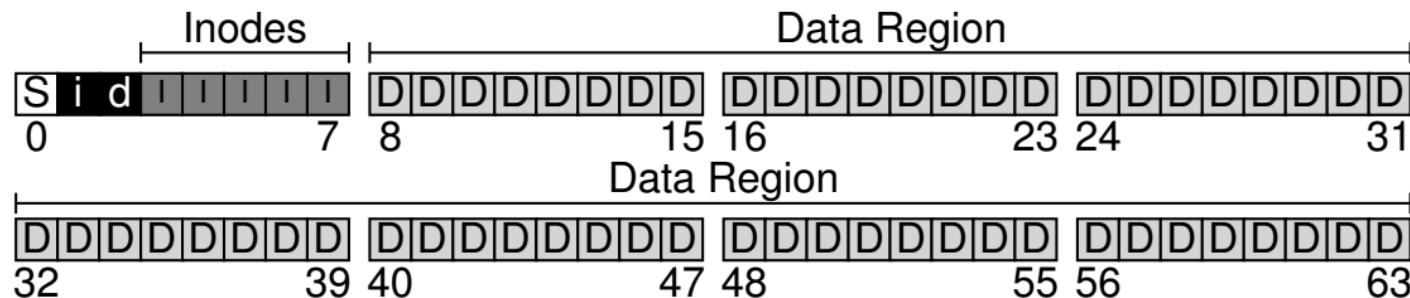 Inodes Data Region
S i d I I I I I D D D D D D D D D D D D D D D D D D D D D D D D
0 7 8 15 16 23 24 31
Data Region
D D D D D D D D D D D D D D D D D D D D D D D D D D D D D D D D
32 39 40 47 48 55 56 63